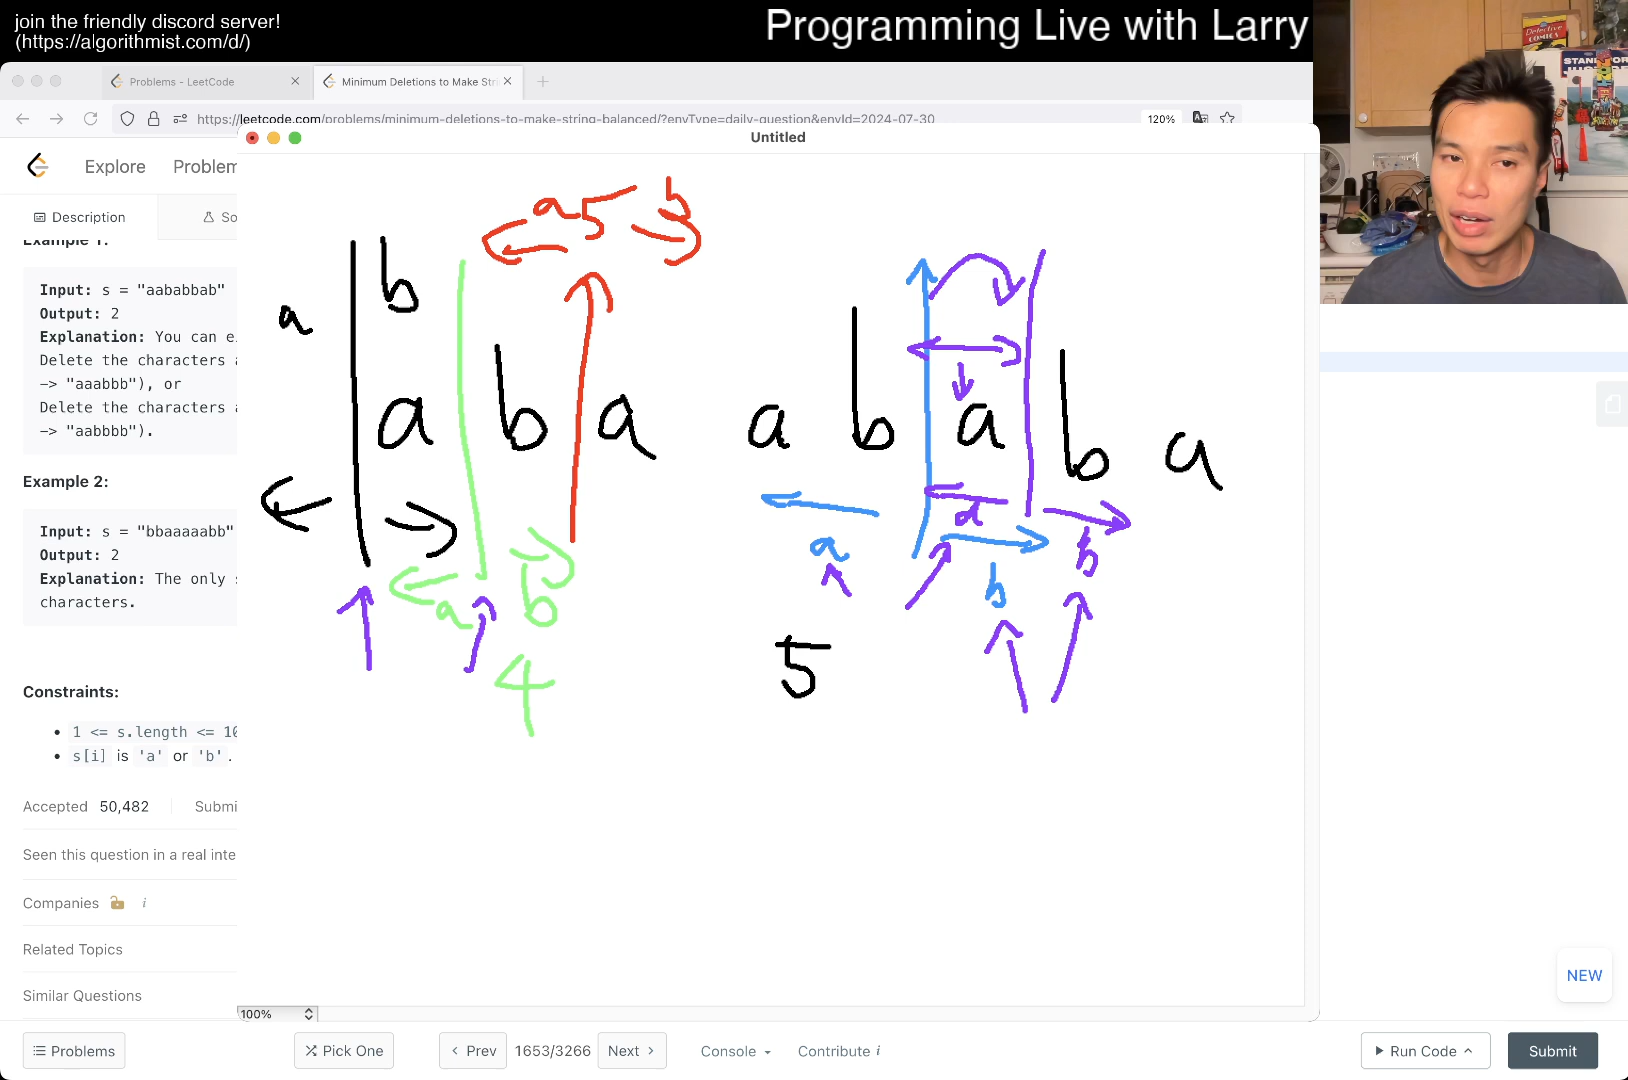 join the friendly discord server!
(https://algorithmist.com/d/)
Programming Live with Larry
Problems - LeetCode
Minimum Deletions to Make Stri
https://leetcode.com/problems/minimum-deletions-to-make-string-balanced/?envType=daily-question&envId=2024-07-30
120%
Untitled
Explore Problem
Description So
Example 1:
Input: s = "aababbab"
Output: 2
Explanation: You can e
Delete the characters a
-> "aaabbb"), or
Delete the characters a
-> "aabbbb").
Example 2:
Input: s = "bbaaaaabb"
Output: 2
Explanation: The only s
characters.
Constraints:
1 <= s.length <= 10
s[i] is 'a' or 'b'.
Accepted 50,482 Submi
Seen this question in a real inte
Companies i
Related Topics
Similar Questions
a 5 b
b
a
a b a a b a b a
a b a a b b
4 5
100%
NEW
Problems Pick One Prev 1653/3266 Next Console Contribute i Run Code Submit